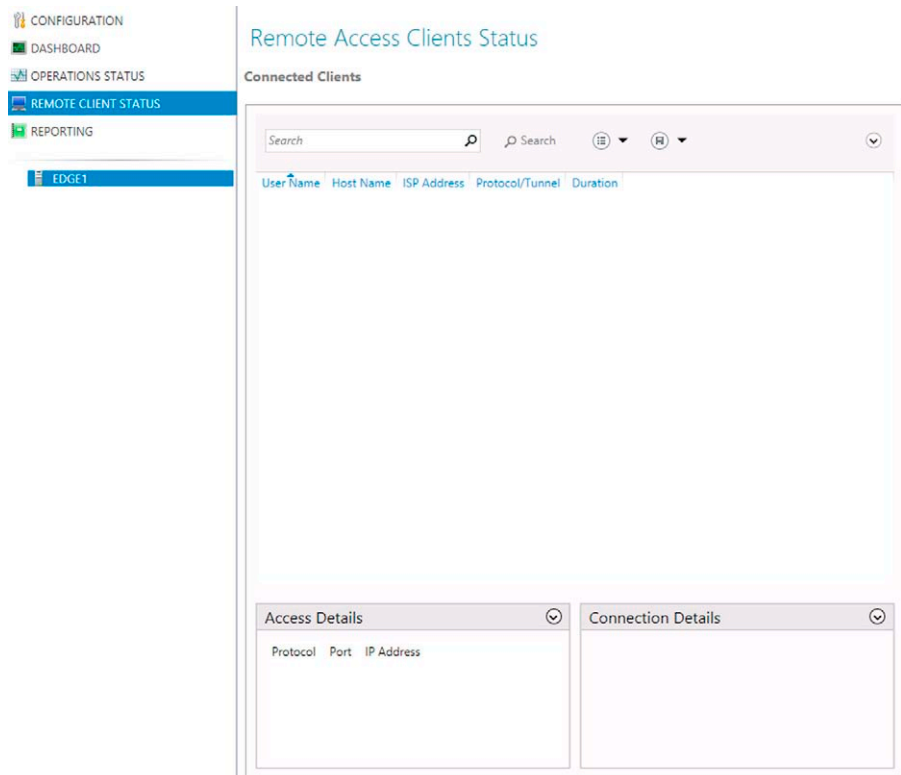 CONFIGURATION
DASHBOARD
OPERATIONS STATUS
REMOTE CLIENT STATUS
REPORTING
EDGE1
Remote Access Clients Status
Connected Clients
Search Search
User Name Host Name ISP Address Protocol/Tunnel Duration
Access Details
Protocol Port IP Address
Connection Details